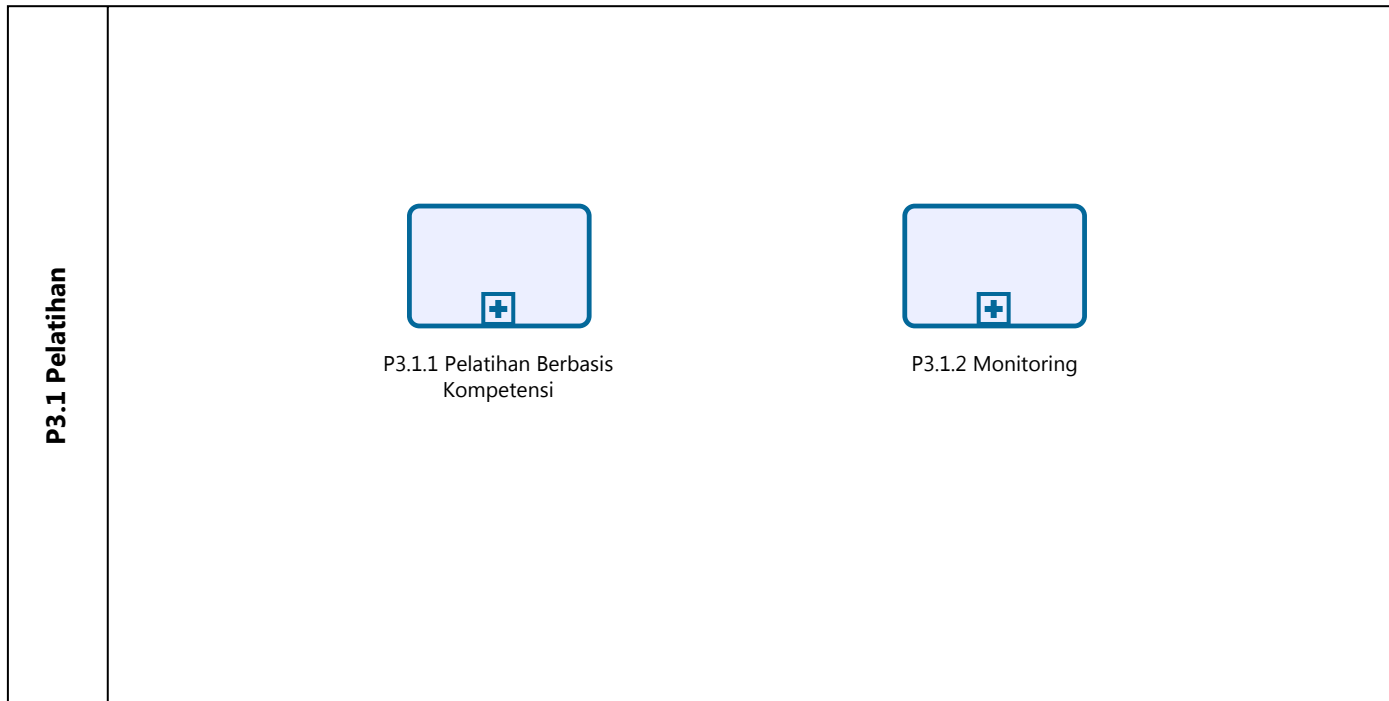 P3.1 Pelatihan
P3.1.1 Pelatihan Berbasis
Kompetensi
P3.1.2 Monitoring